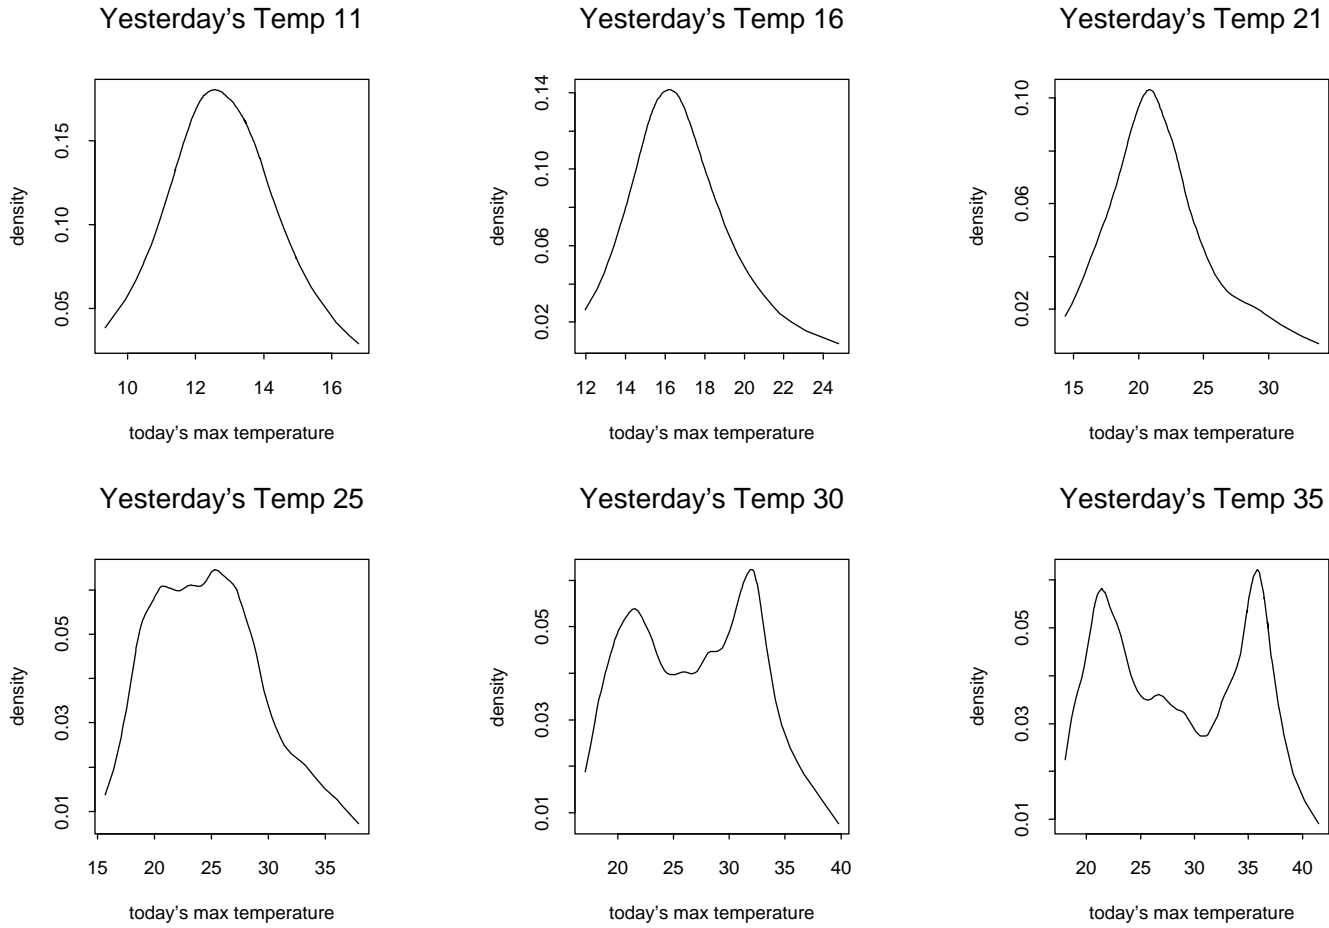 Yesterday's Temp 11
density
0.05 0.10 0.15
10 12 14 16
today's max temperature
Yesterday's Temp 16
density
0.02 0.06 0.10 0.14
12 14 16 18 20 22 24
today's max temperature
Yesterday's Temp 21
density
0.02 0.06 0.10
15 20 25 30
today's max temperature
Yesterday's Temp 25
density
0.01 0.03 0.05
15 20 25 30 35
today's max temperature
Yesterday's Temp 30
density
0.01 0.03 0.05
20 25 30 35 40
today's max temperature
Yesterday's Temp 35
density
0.01 0.03 0.05
20 25 30 35 40
today's max temperature